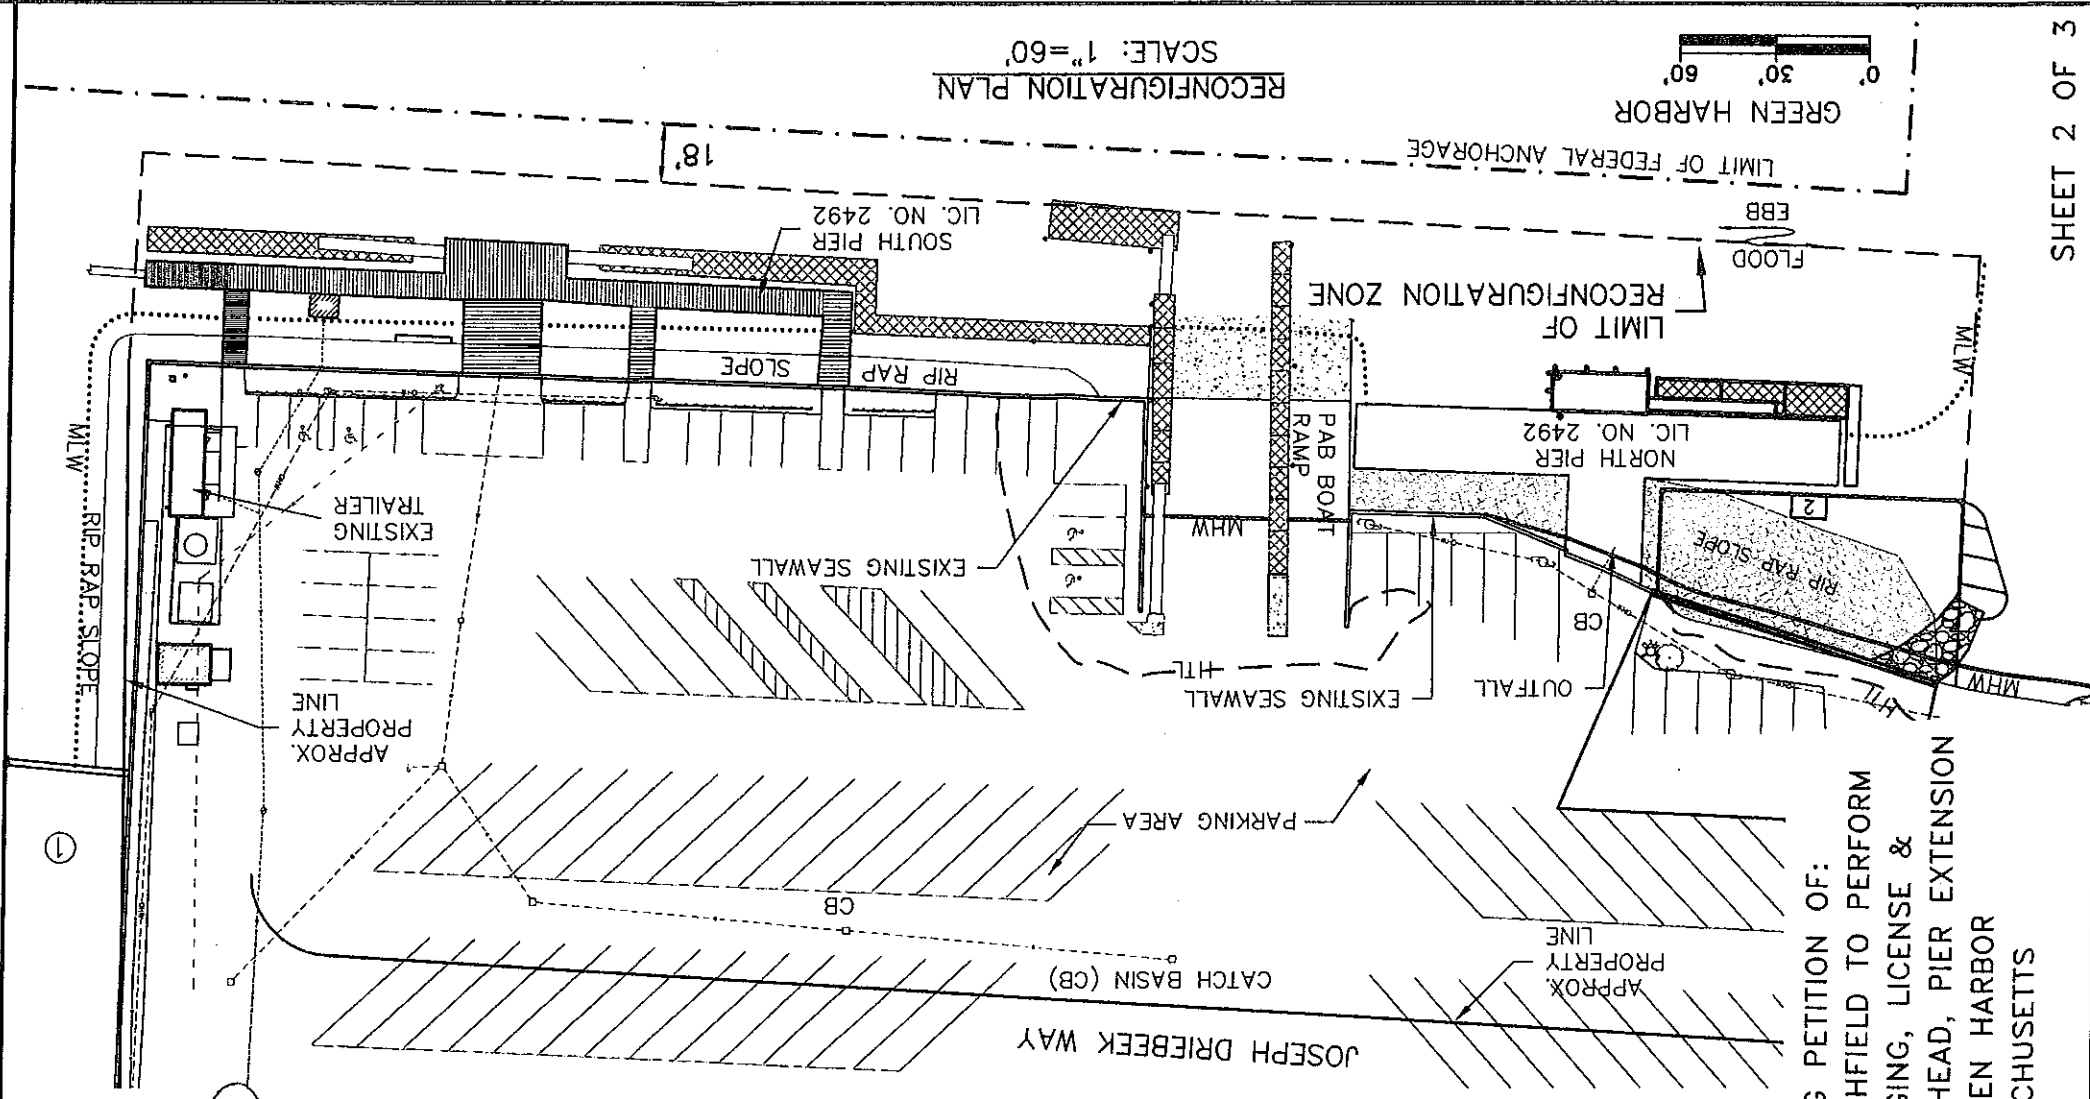 JOSEPH DRIEBEEK WAY
APPROX.
PROPERTY
LINE
CATCH BASIN (CB)
CB
PARKING AREA
APPROX.
PROPERTY
LINE
HTL
MHW
OUTFALL
EXISTING SEAWALL
HTL
CB
RIP RAP SLOPE
2
MHW
EXISTING SEAWALL
EXISTING
TRAILER
RIP RAP SLOPE
MLW
1
PAB BOAT
RAMP
NORTH PIER
LIC. NO. 2492
RIP RAP SLOPE
MLW
LIMIT OF
RECONFIGURATION ZONE
FLOOD
EBB
SOUTH PIER
LIC. NO. 2492
18'
LIMIT OF FEDERAL ANCHORAGE
GREEN HARBOR
0' 30' 60'
RECONFIGURATION PLAN
SCALE: 1"=60'
G PETITION OF:
HFIELD TO PERFORM
GING, LICENSE &
HEAD, PIER EXTENSION
EN HARBOR
CHUSETTS
SHEET 2 OF 3